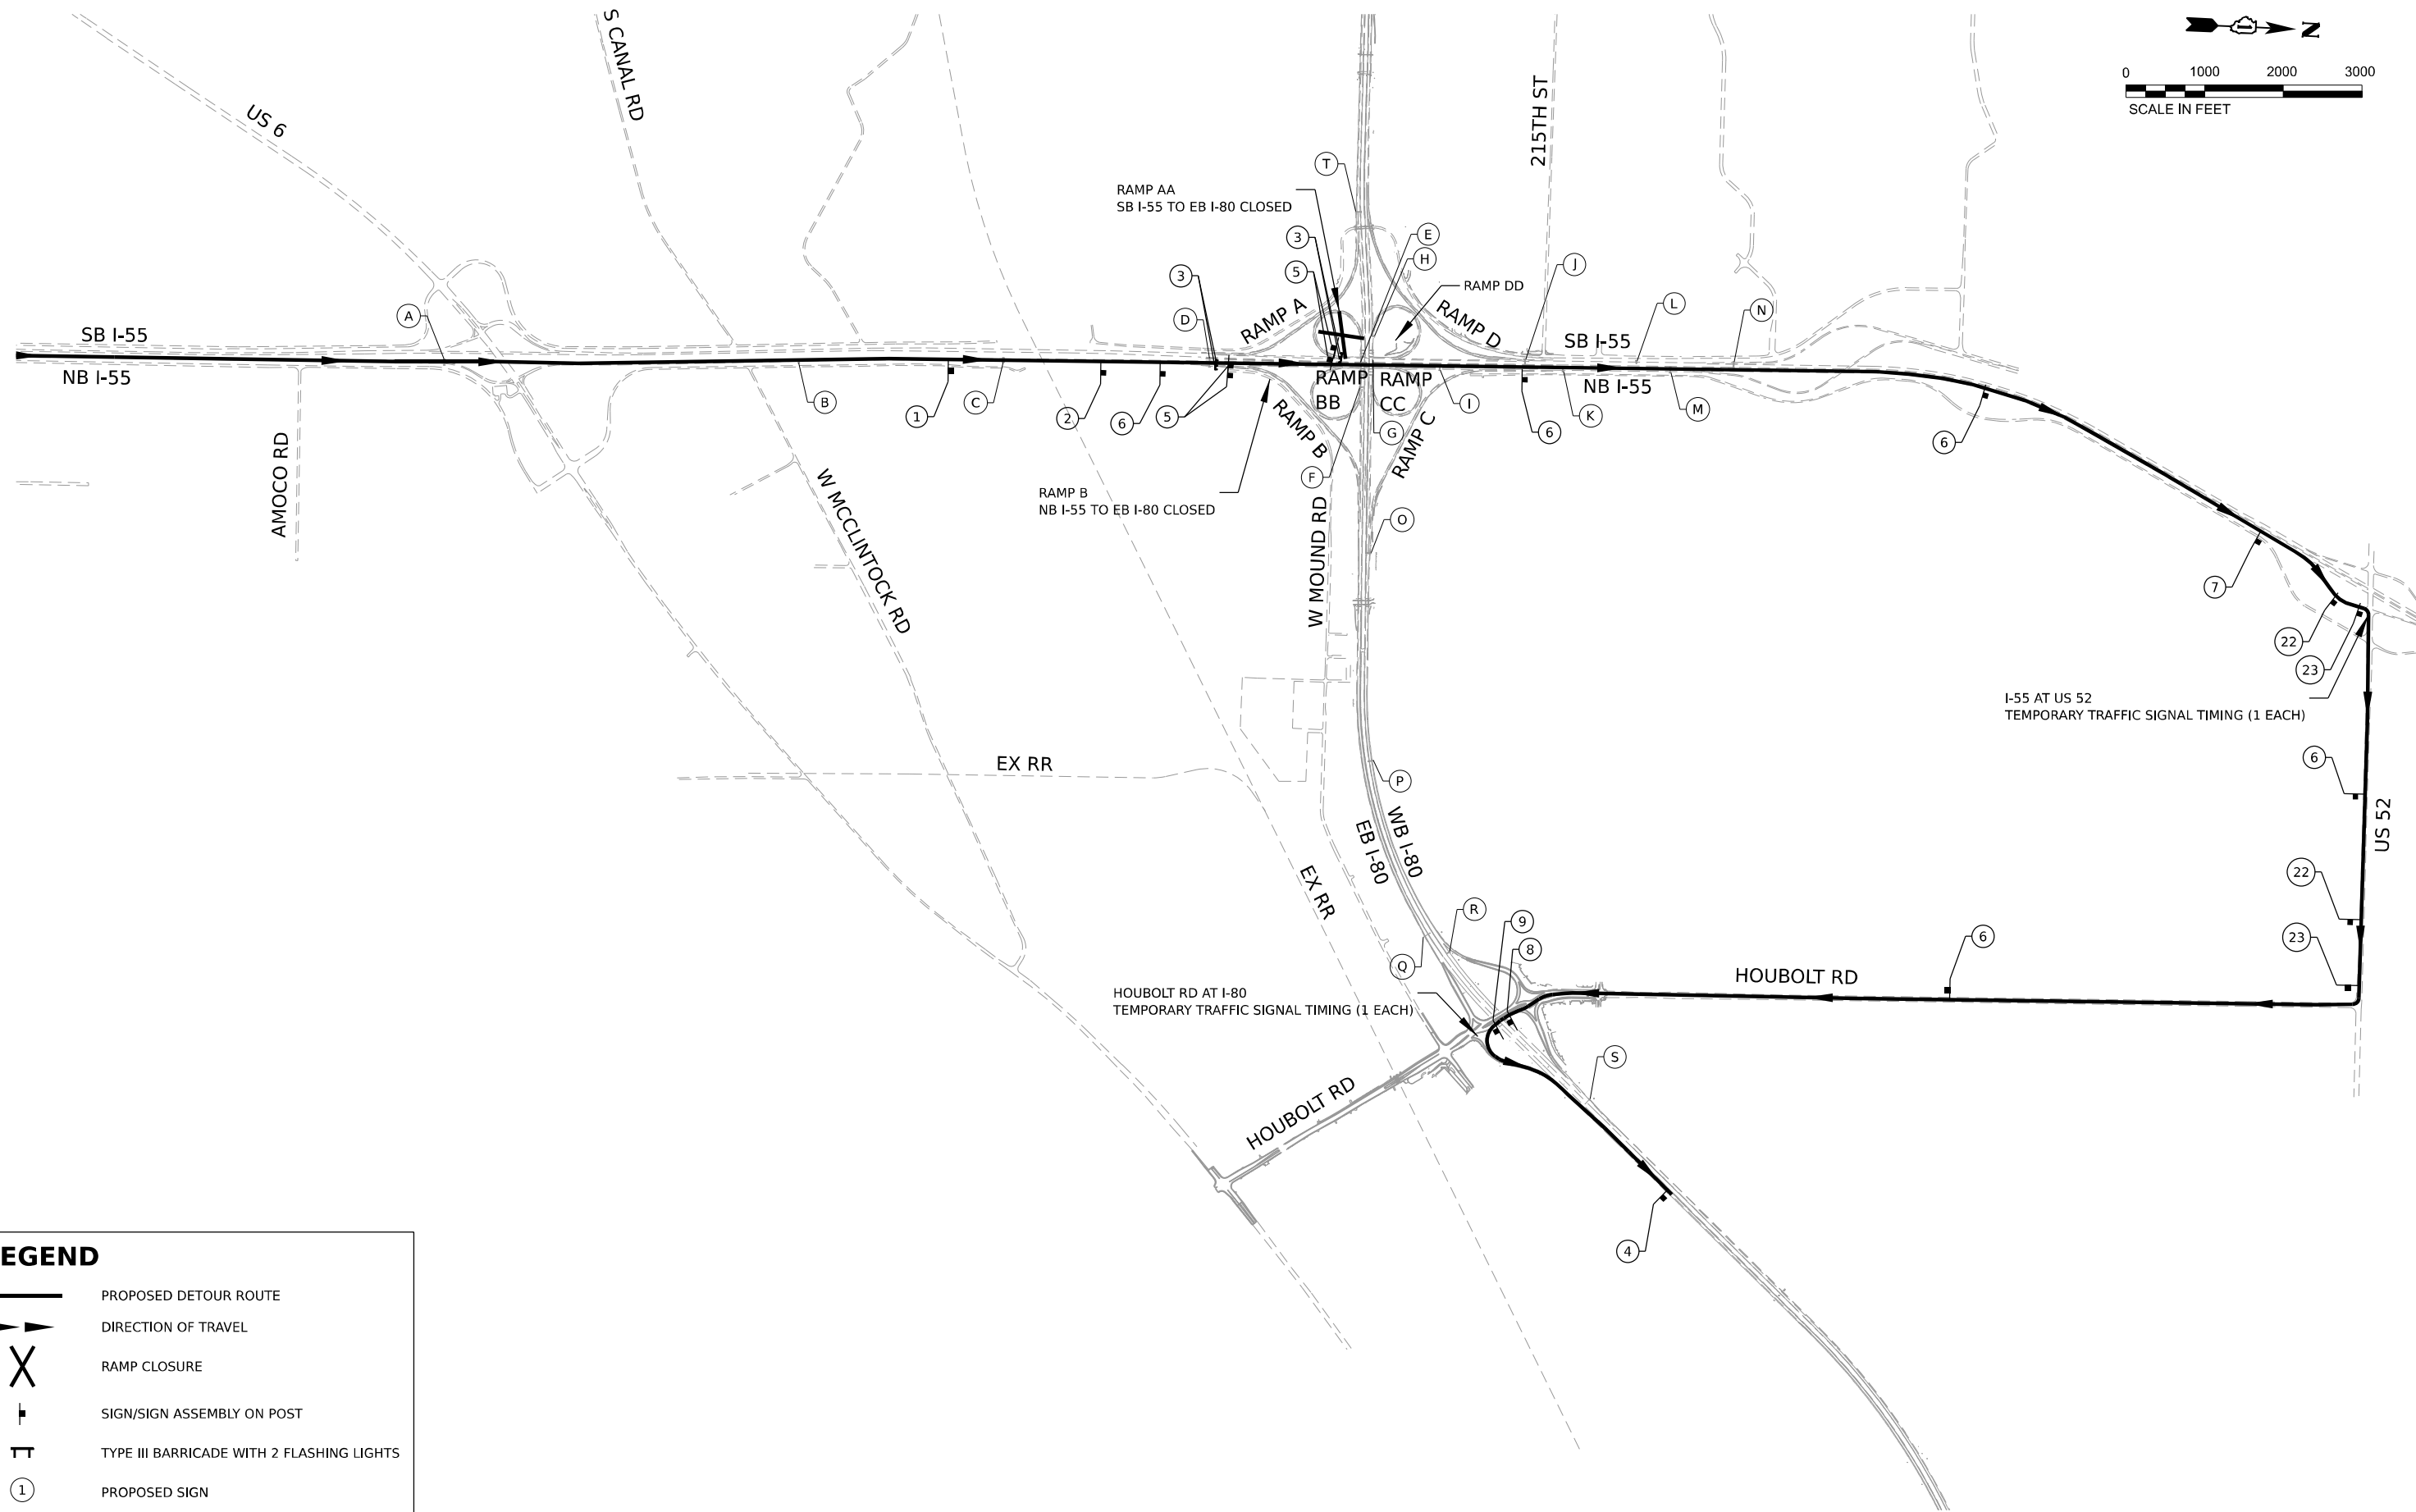 N
0 1000 2000 3000
SCALE IN FEET
US 6
S CANAL RD
215TH ST
T
RAMP AA
SB I-55 TO EB I-80 CLOSED
3
E
H
5
J
3
RAMP DD
D
RAMP A
RAMP D
L
N
A
SB I-55
SB I-55
NB I-55
NB I-55
RAMP
BB
RAMP
CC
B
1
C
2
6
5
I
K
M
G
6
6
RAMP B
RAMP C
F
AMOCO RD
W MCCLINTOCK RD
RAMP B
NB I-55 TO EB I-80 CLOSED
O
W MOUND RD
7
22
23
I-55 AT US 52
TEMPORARY TRAFFIC SIGNAL TIMING (1 EACH)
EX RR
6
P
US 52
EB I-80
WB I-80
EX RR
22
R
9
8
6
23
Q
HOUBOLT RD
HOUBOLT RD AT I-80
TEMPORARY TRAFFIC SIGNAL TIMING (1 EACH)
S
HOUBOLT RD
4
EGEND
PROPOSED DETOUR ROUTE
DIRECTION OF TRAVEL
RAMP CLOSURE
SIGN/SIGN ASSEMBLY ON POST
TYPE III BARRICADE WITH 2 FLASHING LIGHTS
1 PROPOSED SIGN